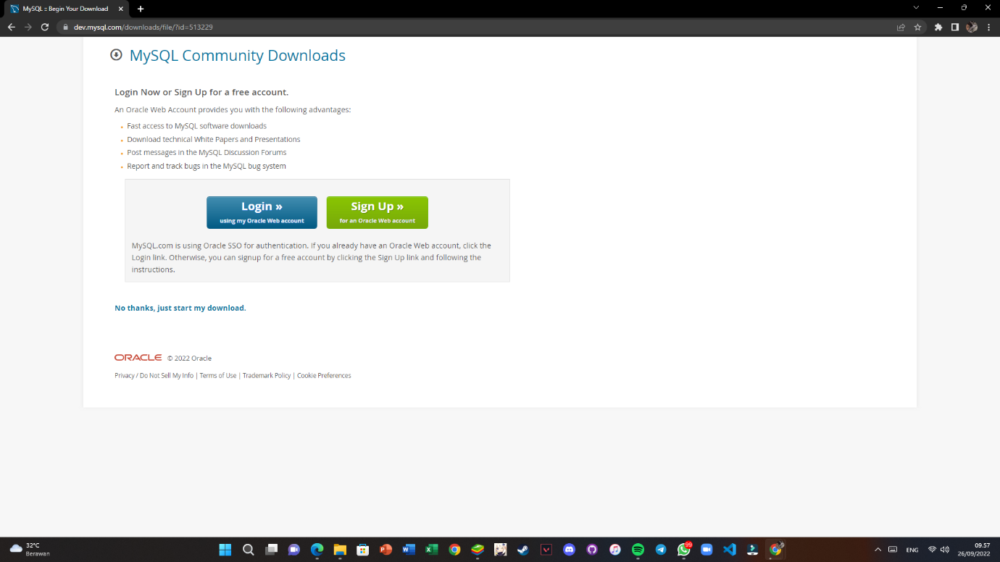 MySQL :: Begin Your Download
dev.mysql.com/downloads/file/?id=513229
MySQL Community Downloads
Login Now or Sign Up for a free account.
An Oracle Web Account provides you with the following advantages:
Fast access to MySQL software downloads
Download technical White Papers and Presentations
Post messages in the MySQL Discussion Forums
Report and track bugs in the MySQL bug system
Login »
using my Oracle Web account
Sign Up »
for an Oracle Web account
MySQL.com is using Oracle SSO for authentication. If you already have an Oracle Web account, click the
Login link. Otherwise, you can signup for a free account by clicking the Sign Up link and following the
instructions.
No thanks, just start my download.
ORACLE © 2022 Oracle
Privacy / Do Not Sell My Info | Terms of Use | Trademark Policy | Cookie Preferences
32°C
Berawan
99
ENG
09.57
26/09/2022